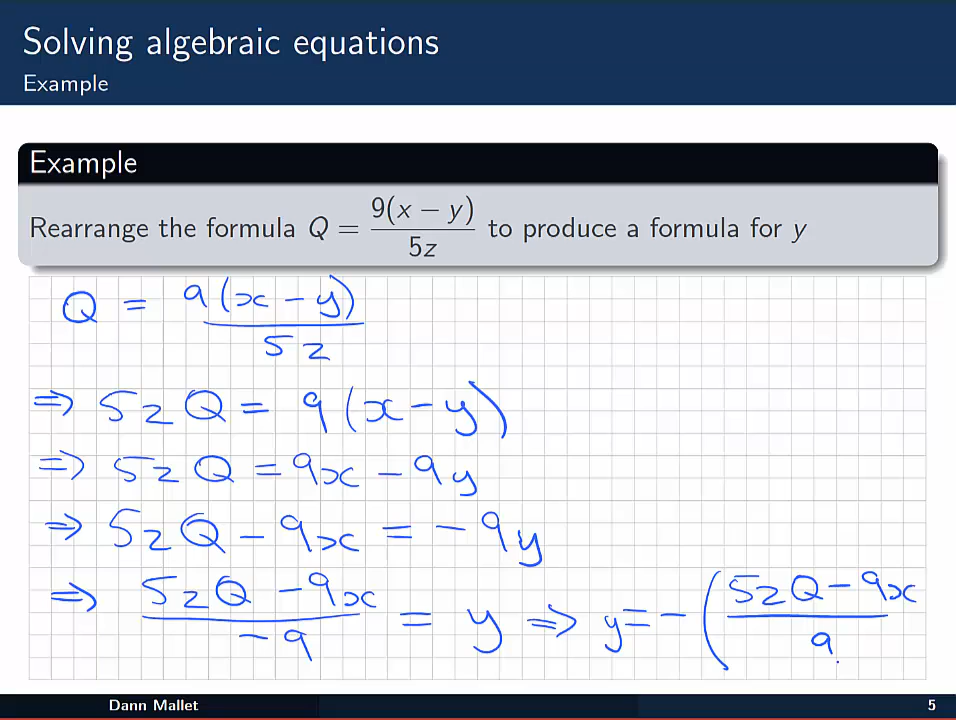 Solving algebraic equations
Example
Example
Rearrange the formula Q = 9(x − y) / 5z to produce a formula for y
Q = 9(x − y) / 5z
⇒ 5zQ = 9(x − y)
⇒ 5zQ = 9x − 9y
⇒ 5zQ − 9x = −9y
⇒ (5zQ − 9x) / −9 = y ⇒ y = −( 5zQ − 9x / 9
Dann Mallet 5